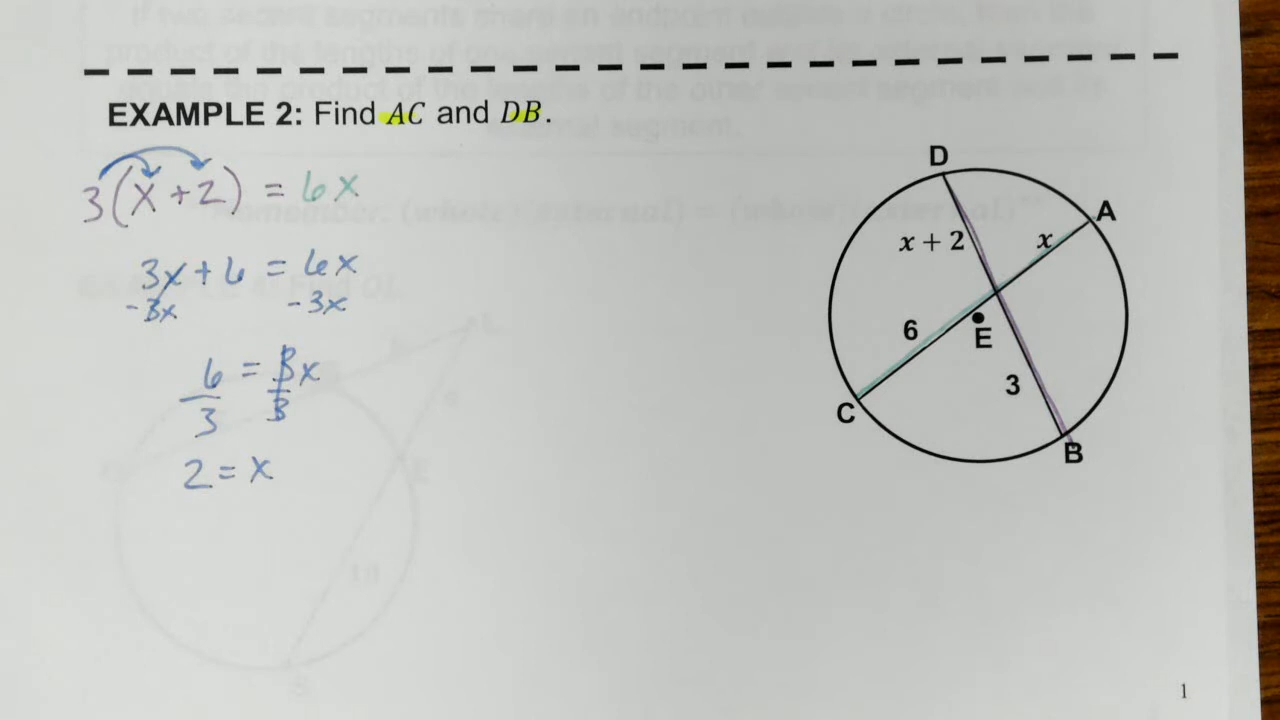 EXAMPLE 2: Find AC and DB.
3(x+2) = 6x
3x+6 = 6x
-3x -3x
6 = 3x
3 3
2 = x
D
A
x + 2
x
6
E
3
C
B
1